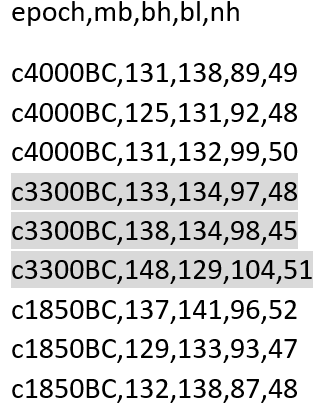 epoch,mb,bh,bl,nh
c4000BC,131,138,89,49
c4000BC,125,131,92,48
c4000BC,131,132,99,50
c3300BC,133,134,97,48
c3300BC,138,134,98,45
c3300BC,148,129,104,51
c1850BC,137,141,96,52
c1850BC,129,133,93,47
c1850BC,132,138,87,48